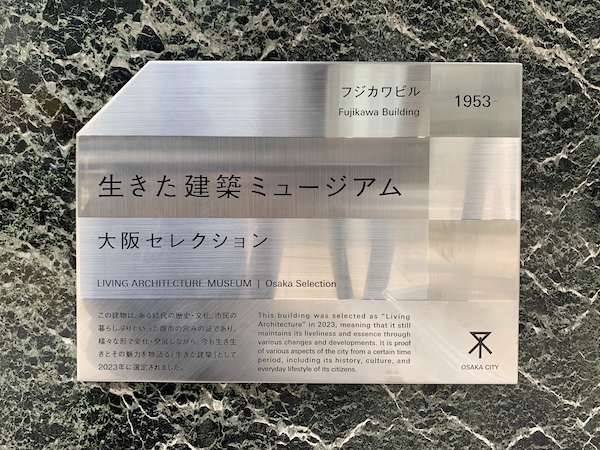 フジカワビル
Fujikawa Building
1953
生きた建築ミュージアム
大阪セレクション
LIVING ARCHITECTURE MUSEUM | Osaka Selection
この建物は、ある時代の歴史・文化、市民の
暮らしぶりといった都市の営みの証であり、
様々な形で変化・発展しながら、今も生き生
きとその魅力を物語る「生きた建築」として
2023年に選定されました。
This building was selected as "Living
Architecture" in 2023, meaning that it still
maintains its liveliness and essence through
various changes and developments. It is proof
of various aspects of the city from a certain time
period, including its history, culture, and
everyday lifestyle of its citizens.
OSAKA CITY